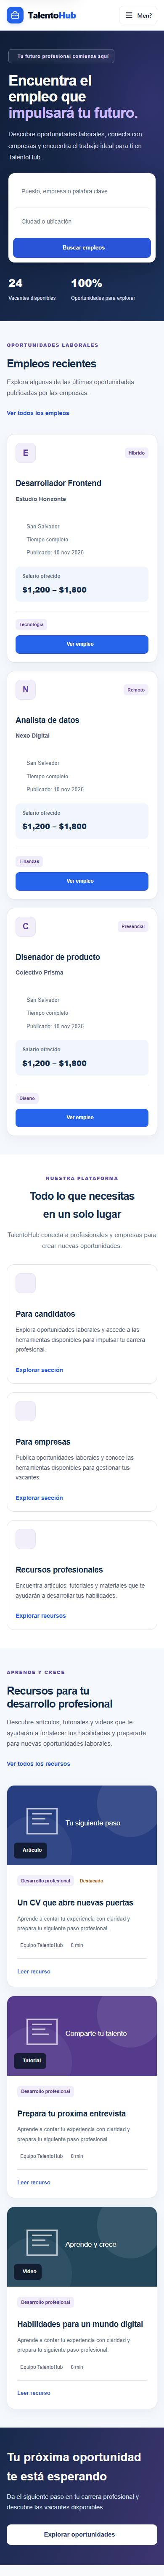 TalentoHub
Men?
Tu futuro profesional comienza aquí
Encuentra el
empleo que
impulsará tu futuro.
Descubre oportunidades laborales, conecta con
empresas y encuentra el trabajo ideal para ti en
TalentoHub.
Puesto, empresa o palabra clave
Ciudad o ubicación
Buscar empleos
24
100%
Vacantes disponibles
Oportunidades para explorar
OPORTUNIDADES LABORALES
Empleos recientes
Explora algunas de las últimas oportunidades
publicadas por las empresas.
Ver todos los empleos
E
Híbrido
Desarrollador Frontend
Estudio Horizonte
San Salvador
Tiempo completo
Publicado: 10 nov 2026
Salario ofrecido
$1,200 – $1,800
Tecnología
Ver empleo
N
Remoto
Analista de datos
Nexo Digital
San Salvador
Tiempo completo
Publicado: 10 nov 2026
Salario ofrecido
$1,200 – $1,800
Finanzas
Ver empleo
C
Presencial
Disenador de producto
Colectivo Prisma
San Salvador
Tiempo completo
Publicado: 10 nov 2026
Salario ofrecido
$1,200 – $1,800
Diseno
Ver empleo
NUESTRA PLATAFORMA
Todo lo que necesitas
en un solo lugar
TalentoHub conecta a profesionales y empresas para
crear nuevas oportunidades.
Para candidatos
Explora oportunidades laborales y accede a las
herramientas disponibles para impulsar tu carrera
profesional.
Explorar sección
Para empresas
Publica oportunidades laborales y conoce las
herramientas disponibles para gestionar tus
vacantes.
Explorar sección
Recursos profesionales
Encuentra artículos, tutoriales y materiales que te
ayudarán a desarrollar tus habilidades.
Explorar recursos
APRENDE Y CRECE
Recursos para tu
desarrollo profesional
Descubre artículos, tutoriales y videos que te
ayudarán a fortalecer tus habilidades y prepararte
para nuevas oportunidades laborales.
Ver todos los recursos
Tu siguiente paso
Artículo
Desarrollo profesional
Destacado
Un CV que abre nuevas puertas
Aprende a contar tu experiencia con claridad y
prepara tu siguiente paso profesional.
Equipo TalentoHub
8 min
Leer recurso
Comparte tu talento
Tutorial
Desarrollo profesional
Prepara tu proxima entrevista
Aprende a contar tu experiencia con claridad y
prepara tu siguiente paso profesional.
Equipo TalentoHub
8 min
Leer recurso
Aprende y crece
Video
Desarrollo profesional
Habilidades para un mundo digital
Aprende a contar tu experiencia con claridad y
prepara tu siguiente paso profesional.
Equipo TalentoHub
8 min
Leer recurso
Tu próxima oportunidad
te está esperando
Da el siguiente paso en tu carrera profesional y
descubre las vacantes disponibles.
Explorar oportunidades